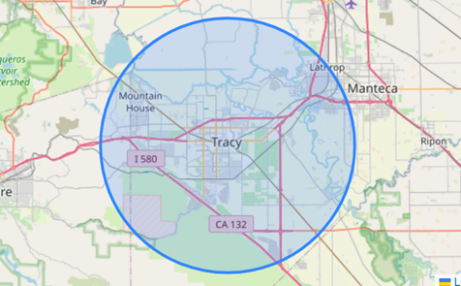 Bay
Lathrop
Mountain
House
Manteca
Tracy
Ripon
I 580
CA 132